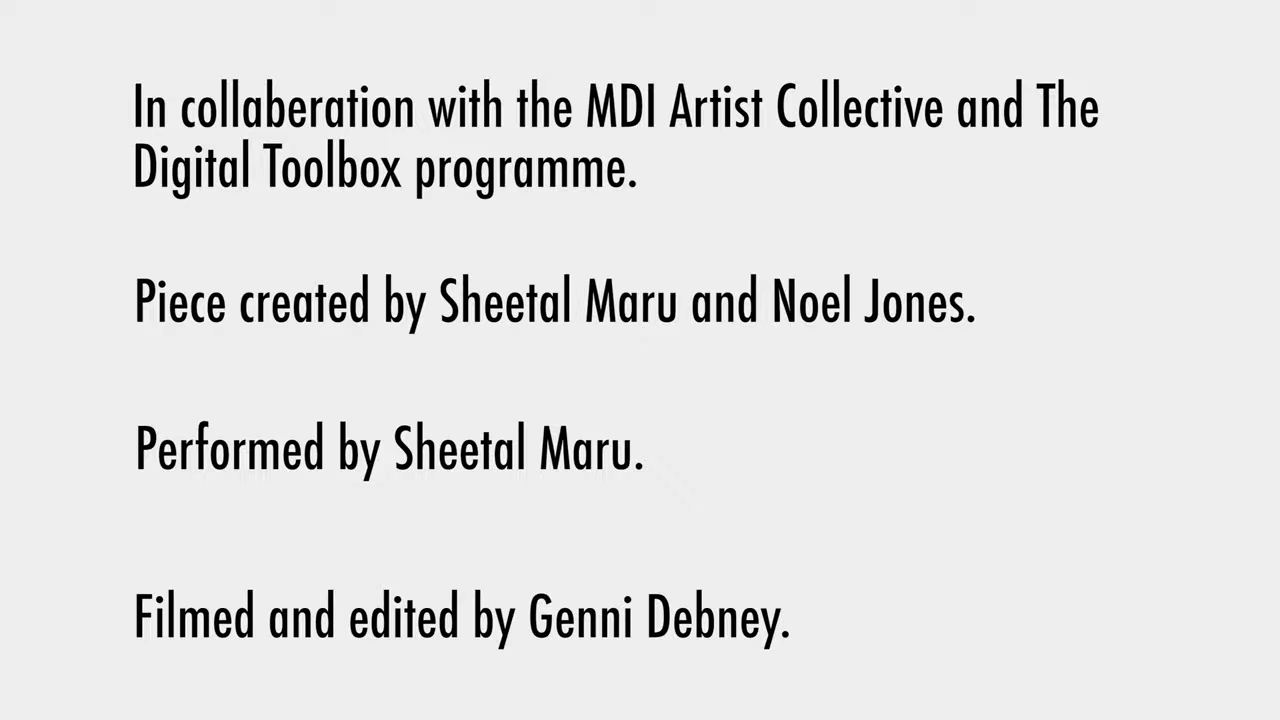 In collaberation with the MDI Artist Collective and The
Digital Toolbox programme.
Piece created by Sheetal Maru and Noel Jones.
Performed by Sheetal Maru.
Filmed and edited by Genni Debney.